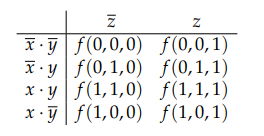 z̅ z
x̅ · y̅ f(0,0,0) f(0,0,1)
x̅ · y f(0,1,0) f(0,1,1)
x · y f(1,1,0) f(1,1,1)
x · y̅ f(1,0,0) f(1,0,1)